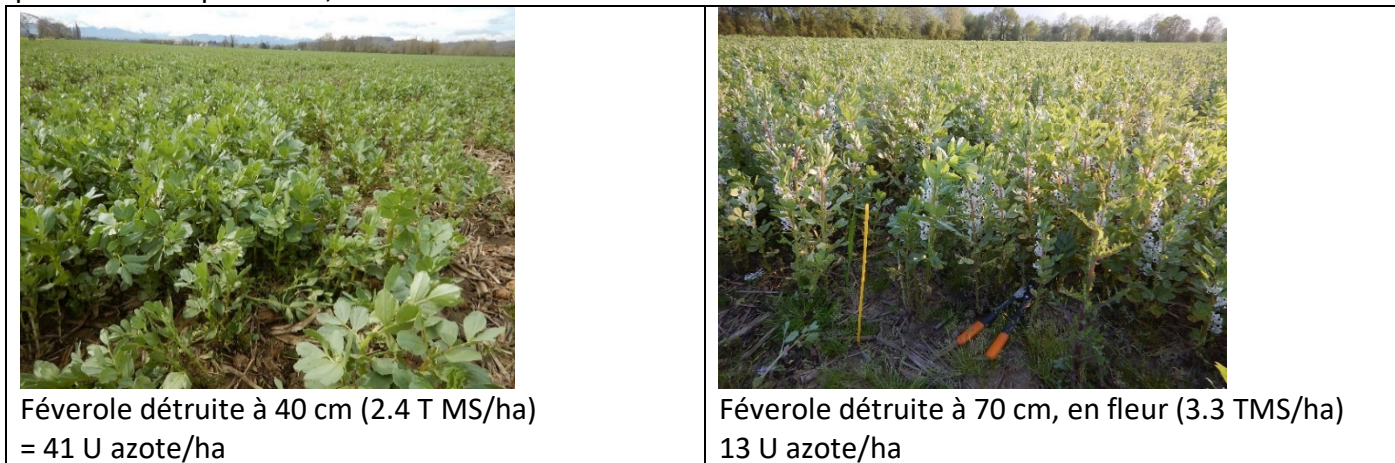 Féverole détruite à 40 cm (2.4 T MS/ha)
= 41 U azote/ha
Féverole détruite à 70 cm, en fleur (3.3 TMS/ha)
13 U azote/ha